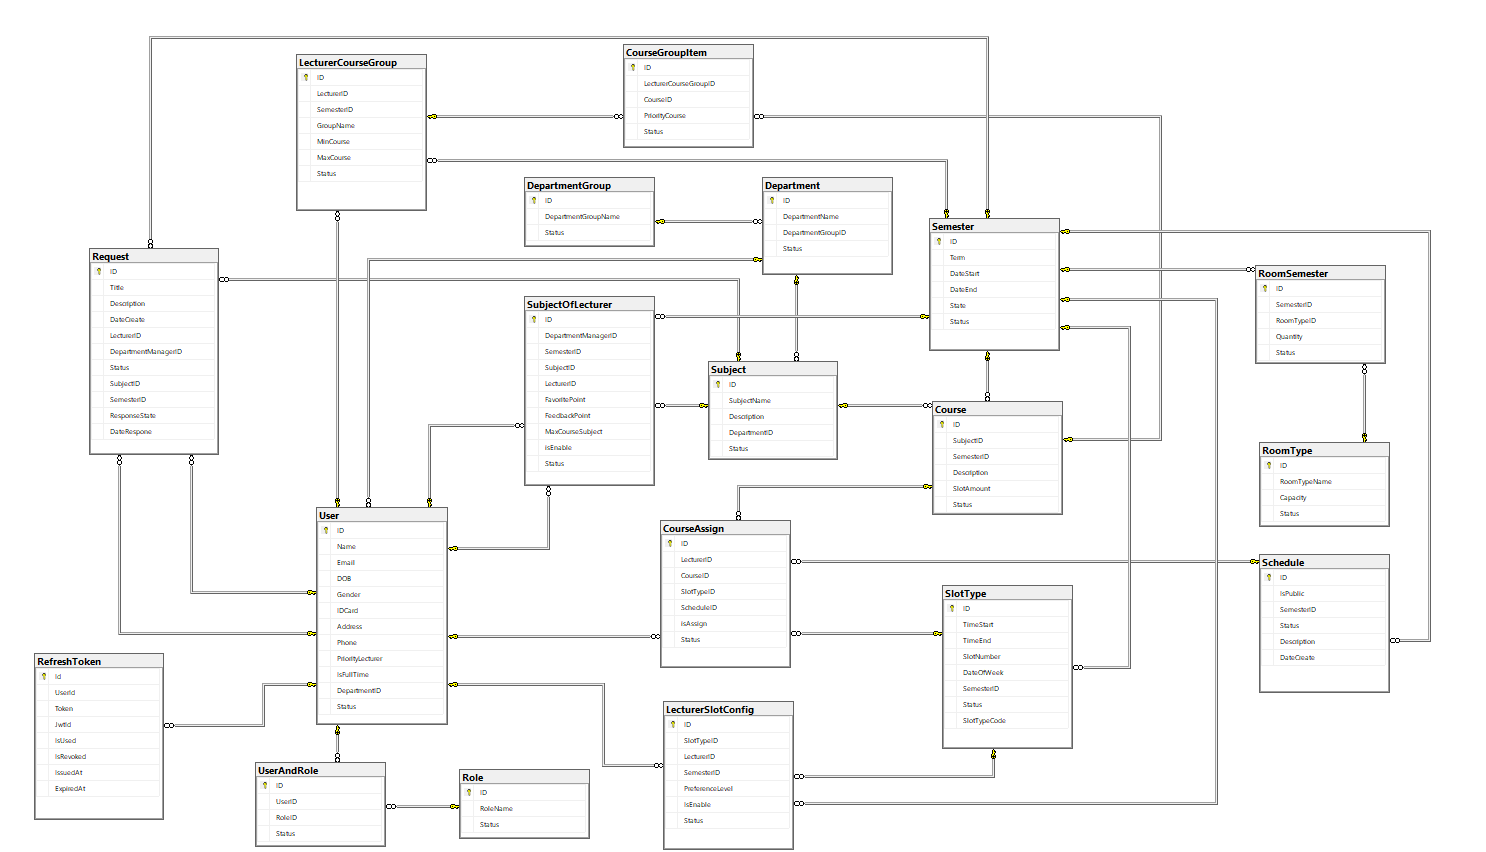 LecturerCourseGroup
ID
LecturerID
SemesterID
GroupName
MinCourse
MaxCourse
Status
CourseGroupItem
ID
LecturerCourseGroupID
CourseID
PriorityCourse
Status
DepartmentGroup
ID
DepartmentGroupName
Status
Department
ID
DepartmentName
DepartmentGroupID
Status
Semester
ID
Term
DateStart
DateEnd
State
Status
Request
ID
Title
Description
DateCreate
LecturerID
DepartmentManagerID
Status
SubjectID
SemesterID
ResponseState
DateRespone
RoomSemester
ID
SemesterID
RoomTypeID
Quantity
Status
SubjectOfLecturer
ID
DepartmentManagerID
SemesterID
SubjectID
LecturerID
FavoritePoint
FeedbackPoint
MaxCourseSubject
isEnable
Status
Subject
ID
SubjectName
Description
DepartmentID
Status
Course
ID
SubjectID
SemesterID
Description
SlotAmount
Status
RoomType
ID
RoomTypeName
Capacity
Status
User
ID
Name
Email
DOB
Gender
IDCard
Address
Phone
PriorityLecturer
IsFullTime
DepartmentID
Status
CourseAssign
ID
LecturerID
CourseID
SlotTypeID
ScheduleID
isAssign
Status
Schedule
ID
IsPublic
SemesterID
Status
Description
DateCreate
SlotType
ID
TimeStart
TimeEnd
SlotNumber
DateOfWeek
SemesterID
Status
SlotTypeCode
RefreshToken
Id
UserId
Token
JwtId
IsUsed
IsRevoked
IssuedAt
ExpiredAt
LecturerSlotConfig
ID
SlotTypeID
LecturerID
SemesterID
PreferenceLevel
IsEnable
Status
UserAndRole
ID
UserID
RoleID
Status
Role
ID
RoleName
Status